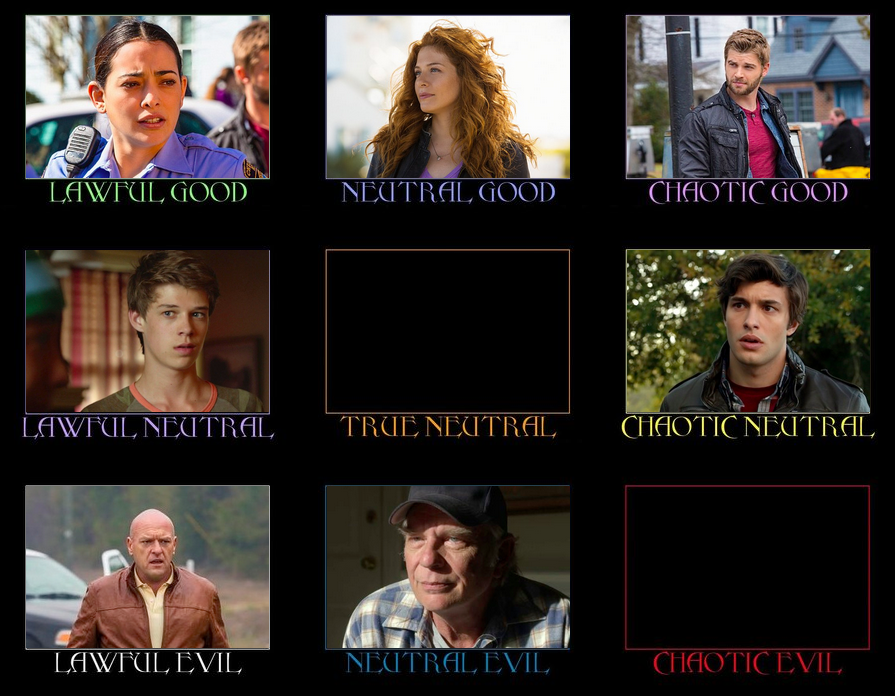 LAWFUL GOOD
NEUTRAL GOOD
CHAOTIC GOOD
LAWFUL NEUTRAL
TRUE NEUTRAL
CHAOTIC NEUTRAL
LAWFUL EVIL
NEUTRAL EVIL
CHAOTIC EVIL